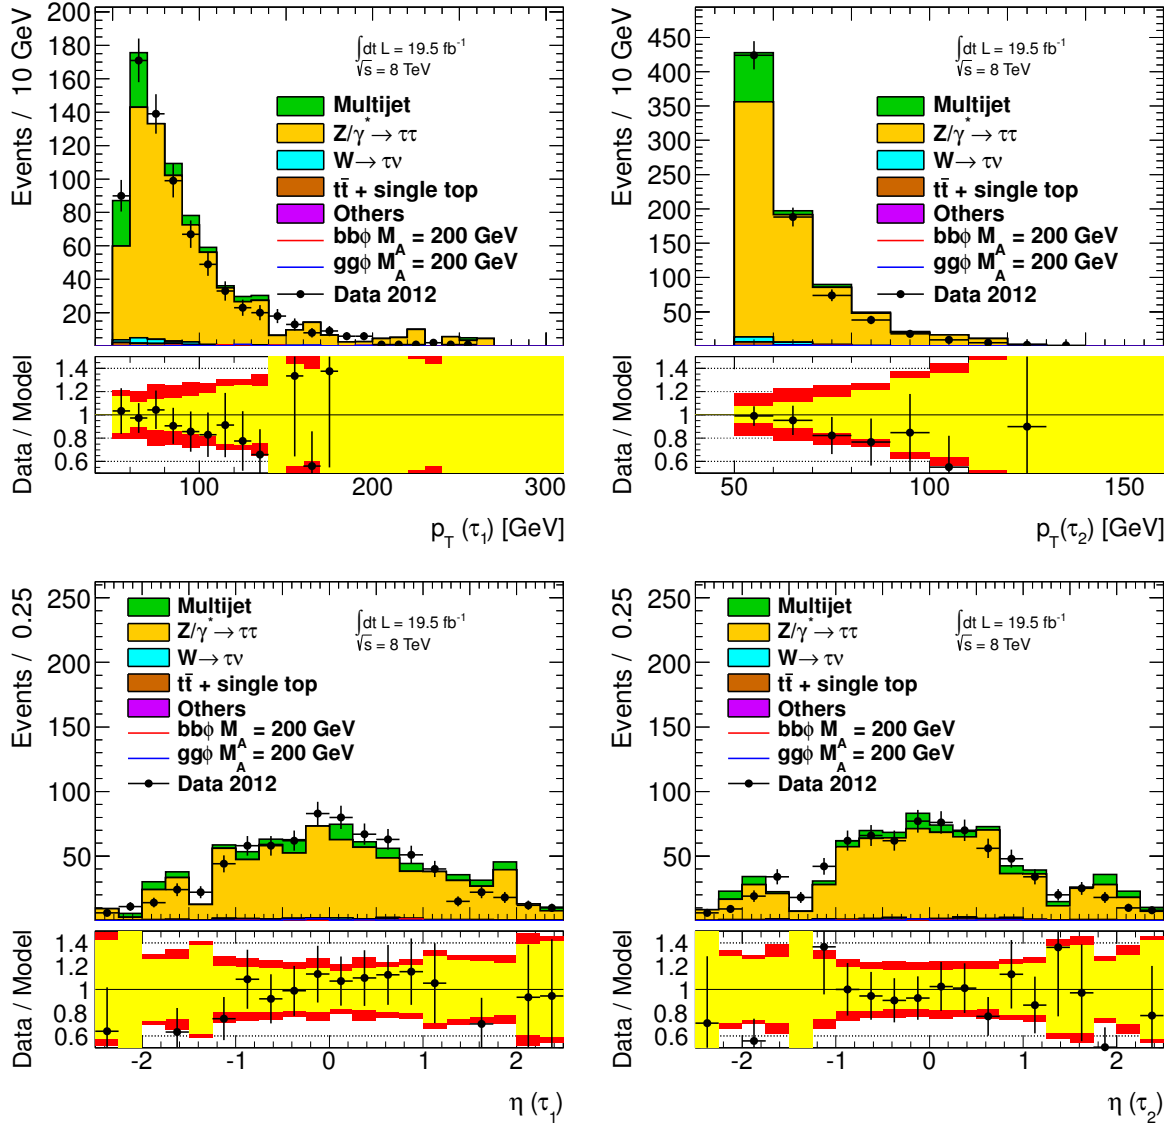 Events / 10 GeV
200
180
160
140
120
100
80
60
40
20
∫dt L = 19.5 fb⁻¹
√s = 8 TeV
Multijet
Z/γ* → ττ
W → τν
tt̄ + single top
Others
bbϕ M_A = 200 GeV
ggϕ M_A = 200 GeV
Data 2012
Data / Model
1.4
1.2
1
0.8
0.6
100 200 300
p_T (τ₁) [GeV]
Events / 10 GeV
450
400
350
300
250
200
150
100
50
∫dt L = 19.5 fb⁻¹
√s = 8 TeV
Multijet
Z/γ* → ττ
W → τν
tt̄ + single top
Others
bbϕ M_A = 200 GeV
ggϕ M_A = 200 GeV
Data 2012
Data / Model
1.4
1.2
1
0.8
0.6
50 100 150
p_T(τ₂) [GeV]
Events / 0.25
250
200
150
100
50
Multijet
Z/γ* → ττ
W → τν
tt̄ + single top
Others
bbϕ M_A = 200 GeV
ggϕ M_A = 200 GeV
Data 2012
∫dt L = 19.5 fb⁻¹
√s = 8 TeV
Data / Model
1.4
1.2
1
0.8
0.6
-2 -1 0 1 2
η (τ₁)
Events / 0.25
250
200
150
100
50
Multijet
Z/γ* → ττ
W → τν
tt̄ + single top
Others
bbϕ M_A = 200 GeV
ggϕ M_A = 200 GeV
Data 2012
∫dt L = 19.5 fb⁻¹
√s = 8 TeV
Data / Model
1.4
1.2
1
0.8
0.6
-2 -1 0 1 2
η (τ₂)